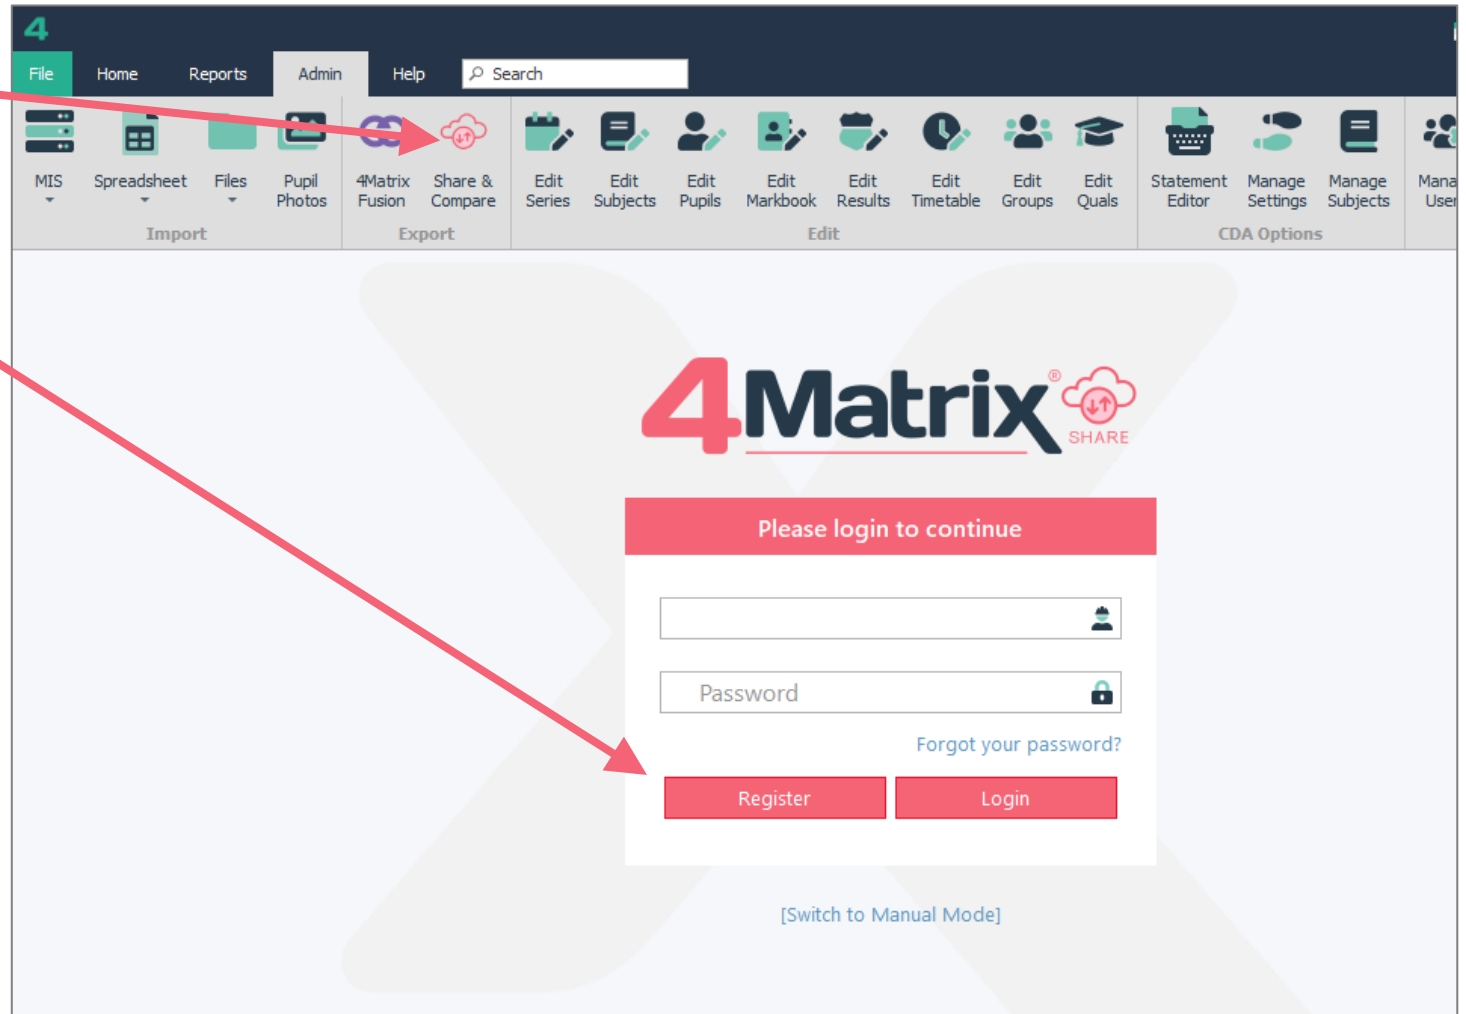 4
File Home Reports Admin Help Search
MIS Spreadsheet Files Pupil Photos 4Matrix Fusion Share & Compare Edit Series Edit Subjects Edit Pupils Edit Markbook Edit Results Edit Timetable Edit Groups Edit Quals Statement Editor Manage Settings Manage Subjects
Import Export Edit CDA Options
4Matrix®
SHARE
Please login to continue
Password
Forgot your password?
Register Login
[Switch to Manual Mode]